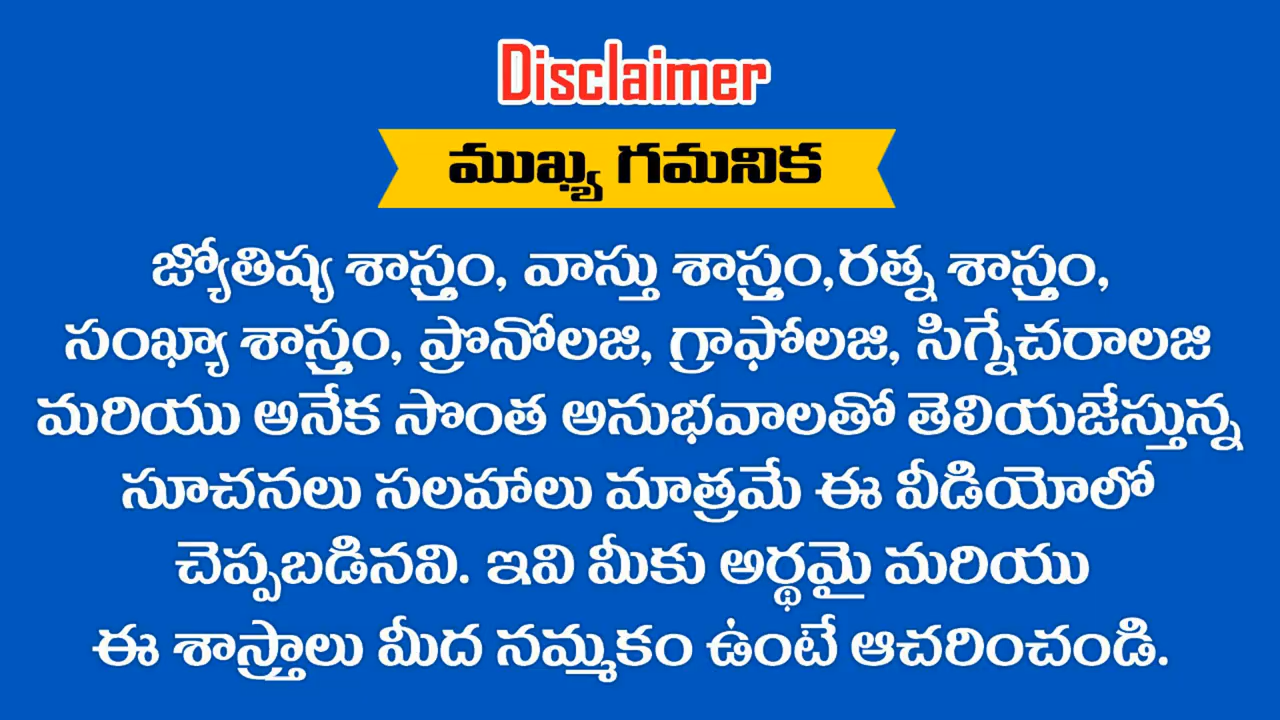 Disclaimer
ముఖ్య గమనిక
జ్యోతిష్య శాస్త్రం, వాస్తు శాస్త్రం,రత్న శాస్త్రం,
సంఖ్యా శాస్త్రం, ప్రొనోలజి, గ్రాఫోలజి, సిగ్నేచరాలజి
మరియు అనేక సొంత అనుభవాలతో తెలియజేస్తున్న
సూచనలు సలహాలు మాత్రమే ఈ వీడియోలో
చెప్పబడినవి. ఇవి మీకు అర్థమై మరియు
ఈ శాస్త్రాలు మీద నమ్మకం ఉంటే ఆచరించండి.